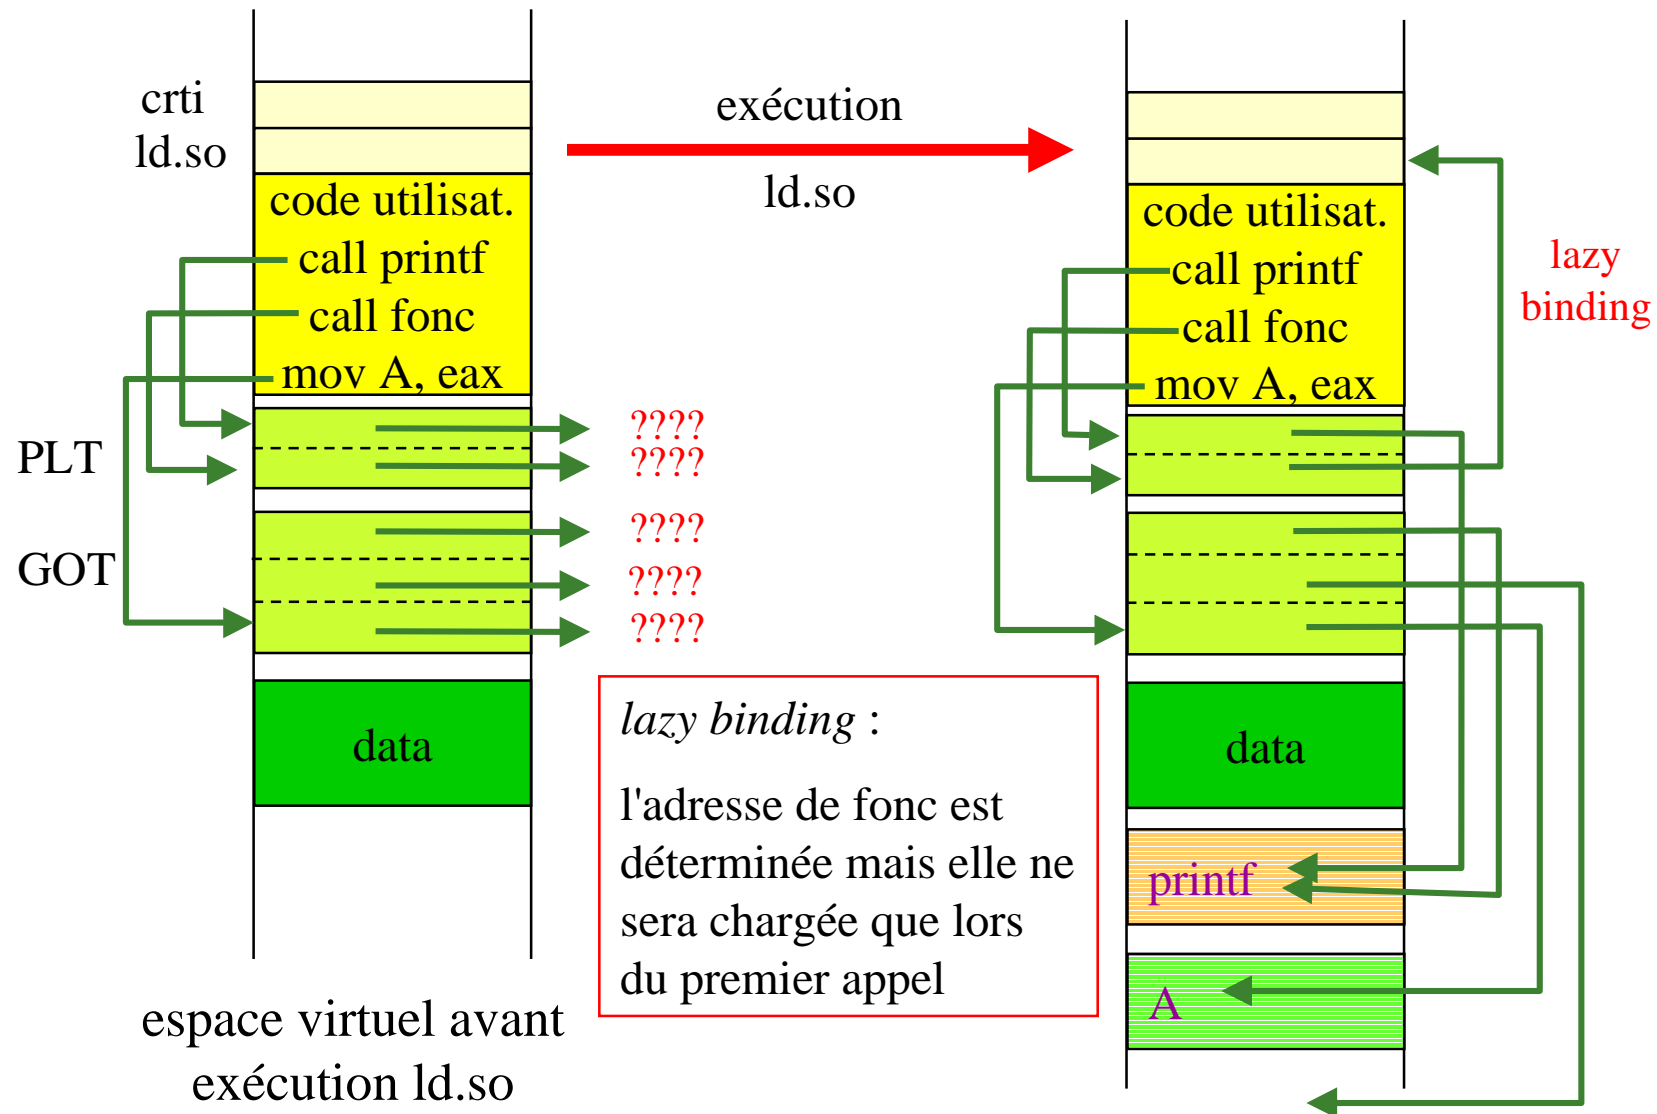 crti
ld.so
code utilisat.
call printf
call fonc
mov A, eax
PLT
GOT
data
????
????
????
????
????
espace virtuel avant
exécution ld.so
exécution
ld.so
lazy binding :
l'adresse de fonc est
déterminée mais elle ne
sera chargée que lors
du premier appel
code utilisat.
call printf
call fonc
mov A, eax
data
printf
A
lazy
binding